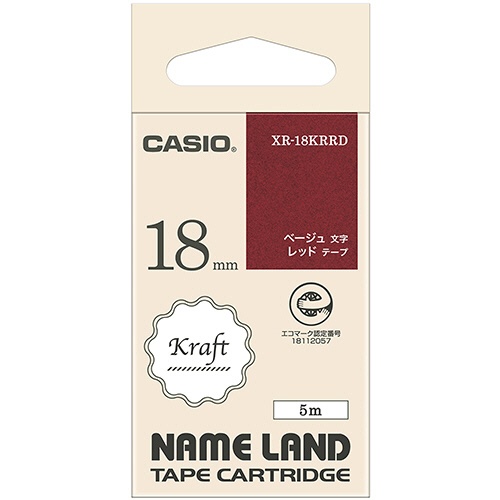 CASIO®
XR-18KRRD
18mm
ベージュ 文字
レッド テープ
Kraft
エコマーク認定番号
18112057
5m
NAME LAND
TAPE CARTRIDGE